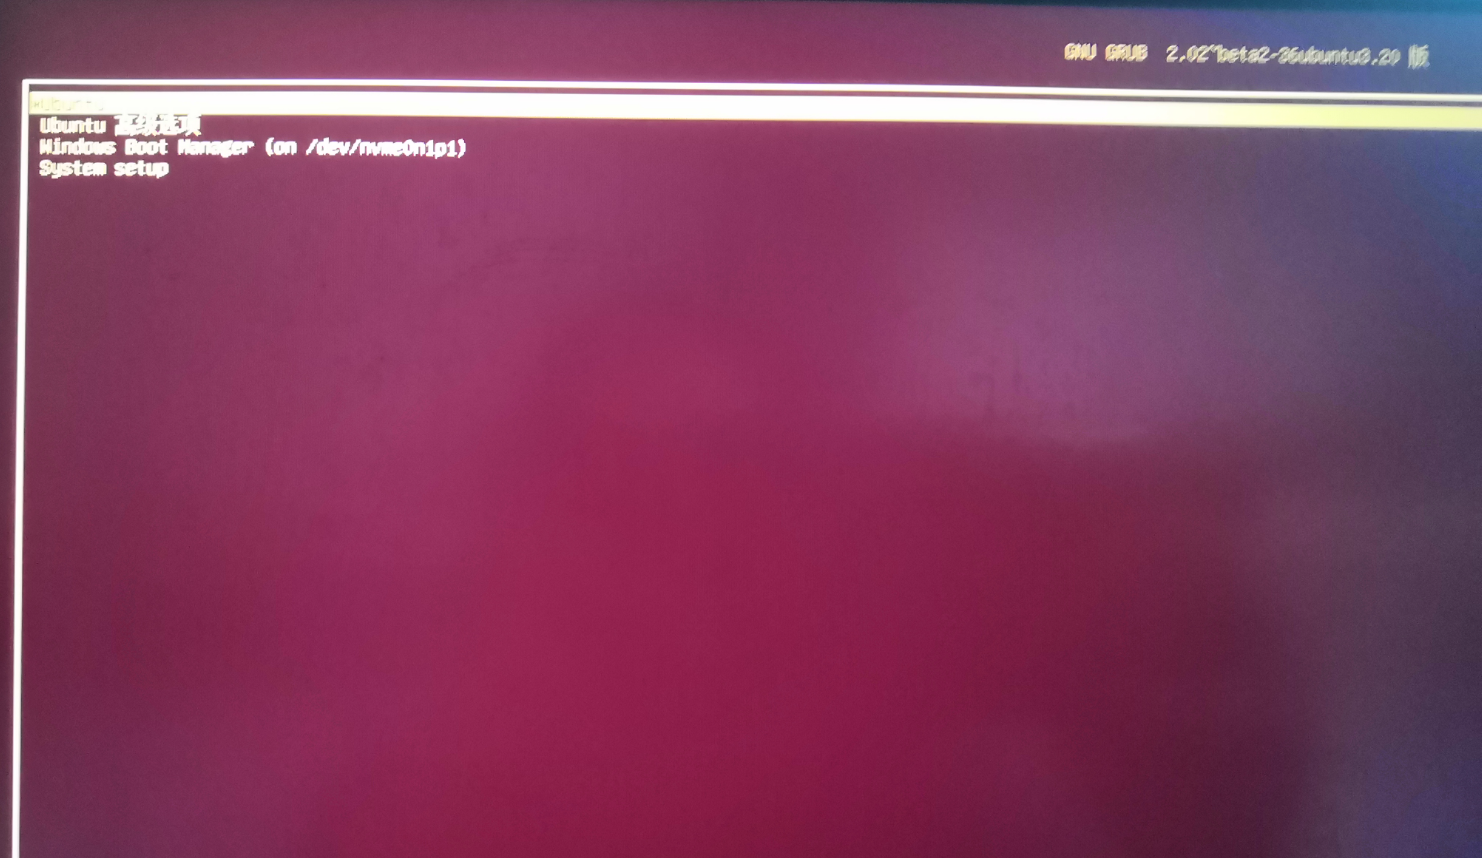 GNU GRUB 2.02~beta2-36ubuntu3.20 版
*Ubuntu
Ubuntu 高级选项
Windows Boot Manager (on /dev/nvme0n1p1)
System setup